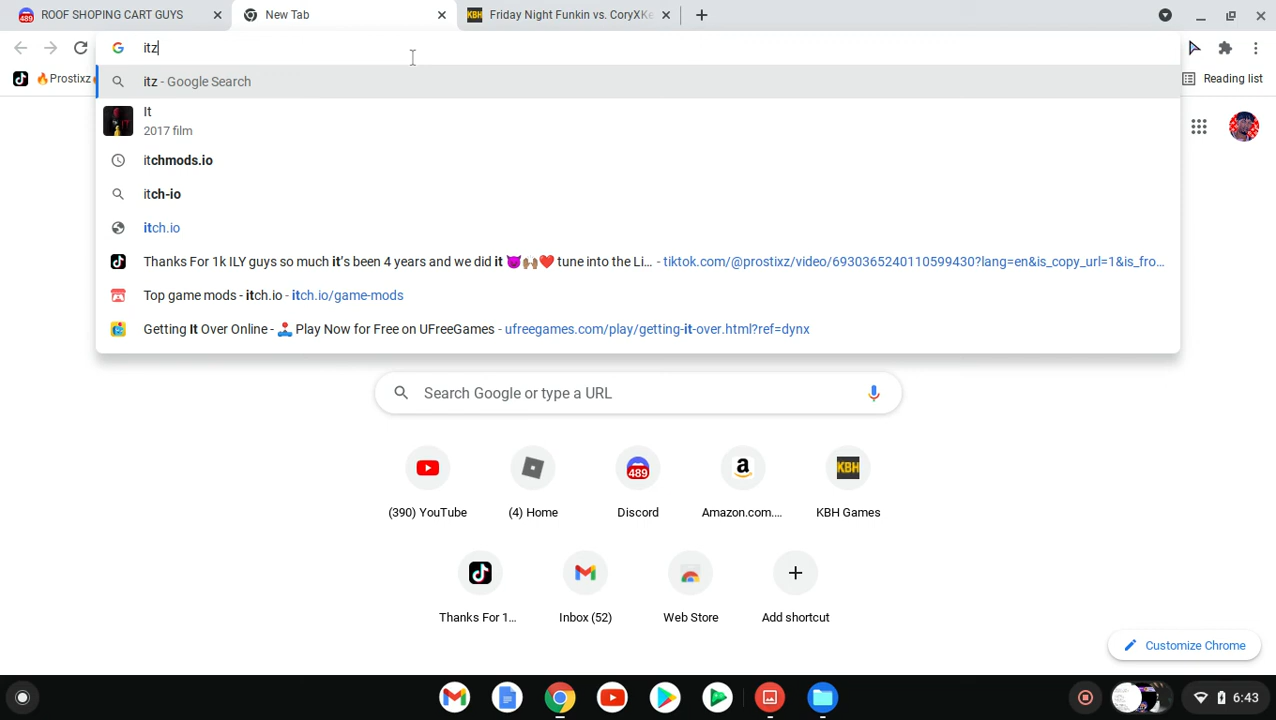 ROOF SHOPING CART GUYS
New Tab
KBH Friday Night Funkin vs. CoryXKe
itz
🔥Prostixz
Reading list
itz - Google Search
It
2017 film
itchmods.io
itch-io
itch.io
Thanks For 1k ILY guys so much it's been 4 years and we did it 😈🙌🏽❤️ tune into the Li... - tiktok.com/@prostixz/video/6930365240110599430?lang=en&is_copy_url=1&is_fro...
Top game mods - itch.io - itch.io/game-mods
Getting It Over Online - 🕹️ Play Now for Free on UFreeGames - ufreegames.com/play/getting-it-over.html?ref=dynx
Search Google or type a URL
489
KBH
(390) YouTube
(4) Home
Discord
Amazon.com....
KBH Games
Thanks For 1...
Inbox (52)
Web Store
Add shortcut
Customize Chrome
6:43